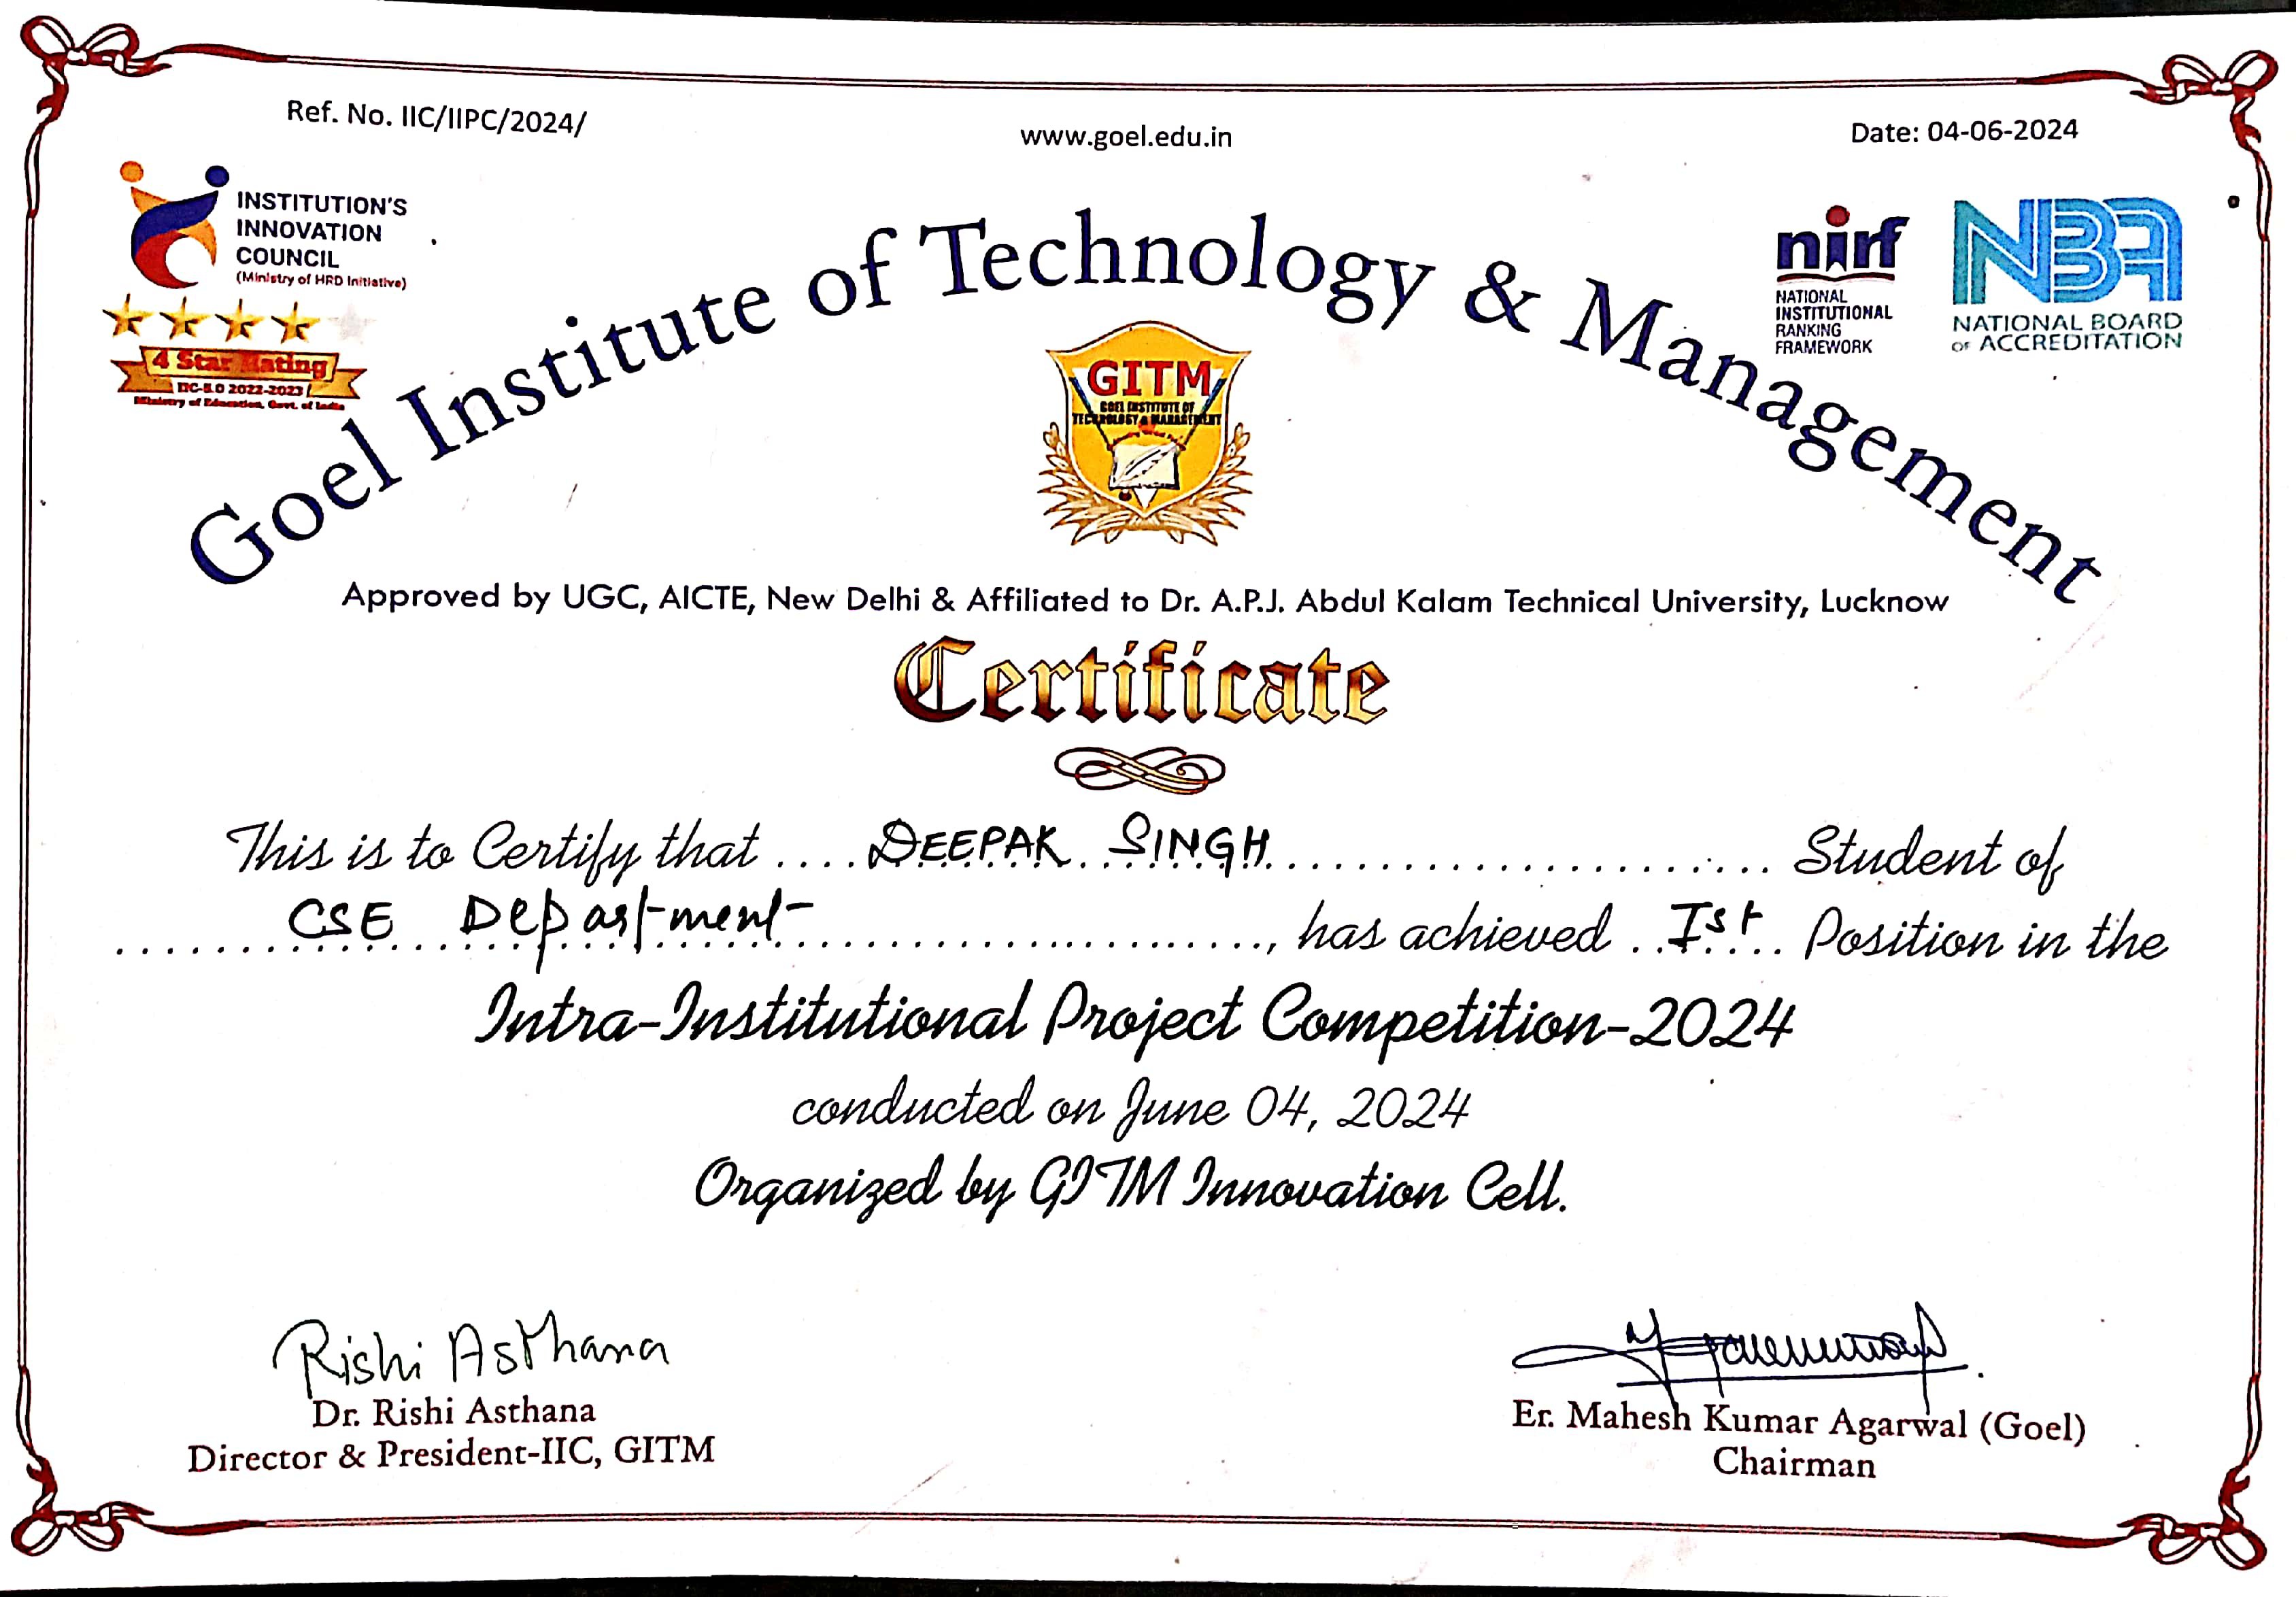 Ref. No. IIC/IIPC/2024/
www.goel.edu.in
Date: 04-06-2024
INSTITUTION'S
INNOVATION
COUNCIL
(Ministry of HRD Initiative)
4 Star Rating
IIC-5.0 2022-2023
Ministry of Education, Govt. of India
nirf
NATIONAL
INSTITUTIONAL
RANKING
FRAMEWORK
NBA
NATIONAL BOARD
OF ACCREDITATION
Goel Institute of Technology & Management
GITM
GOEL INSTITUTE OF
TECHNOLOGY & MANAGEMENT
Approved by UGC, AICTE, New Delhi & Affiliated to Dr. A.P.J. Abdul Kalam Technical University, Lucknow
Certificate
This is to Certify that .... DEEPAK SINGH .................... Student of
CSE Department ...................., has achieved .. Ist .. Position in the
Intra-Institutional Project Competition-2024
conducted on June 04, 2024
Organized by GITM Innovation Cell.
Rishi Asthana
Dr. Rishi Asthana
Director & President-IIC, GITM
Er. Mahesh Kumar Agarwal (Goel)
Chairman